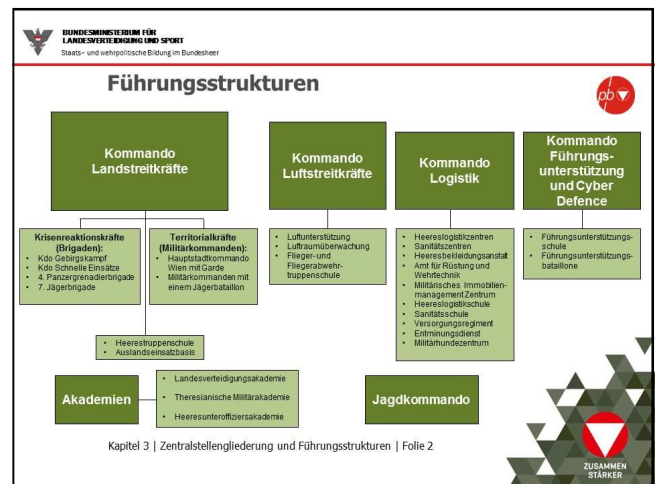 BUNDESMINISTERIUM FÜR
LANDESVERTEIDIGUNG UND SPORT
Staats- und wehrpolitische Bildung im Bundesheer
Führungsstrukturen
pb
Kommando
Landstreitkräfte
Krisenreaktionskräfte
(Brigaden):
• Kdo Gebirgskampf
• Kdo Schnelle Einsätze
• 4. Panzergrenadierbrigade
• 7. Jägerbrigade
Territorialkräfte
(Militärkommanden):
• Hauptstadtkommando
Wien mit Garde
• Militärkommanden mit
einem Jägerbataillon
• Heerestruppenschule
• Auslandseinsatzbasis
Kommando
Luftstreitkräfte
• Luftunterstützung
• Luftraumüberwachung
• Flieger- und
Fliegerabwehr-
truppenschule
Kommando
Logistik
• Heereslogistikzentren
• Sanitätszentren
• Heeresbekleidungsanstalt
• Amt für Rüstung und
Wehrtechnik
• Militärisches Immobilien-
management Zentrum
• Heereslogistikschule
• Sanitätsschule
• Versorgungsregiment
• Entminungsdienst
• Militärhundezentrum
Kommando
Führungs-
unterstützung
und Cyber
Defence
• Führungsunterstützungs-
schule
• Führungsunterstützungs-
bataillone
Akademien
• Landesverteidigungsakademie
• Theresianische Militärakademie
• Heeresunteroffiziersakademie
Jagdkommando
Kapitel 3 | Zentralstellengliederung und Führungsstrukturen | Folie 2
ZUSAMMEN
STÄRKER